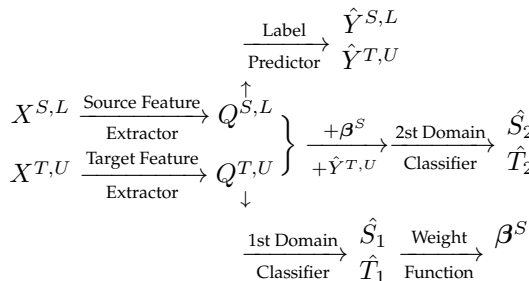 Label
Predictor
Ŷ^{S,L}
Ŷ^{T,U}
X^{S,L} Source Feature Extractor Q^{S,L}
X^{T,U} Target Feature Extractor Q^{T,U}
+β^S
+Ŷ^{T,U}
2st Domain
Classifier
Ŝ_2
T̂_2
1st Domain
Classifier
Ŝ_1
T̂_1
Weight
Function
β^S